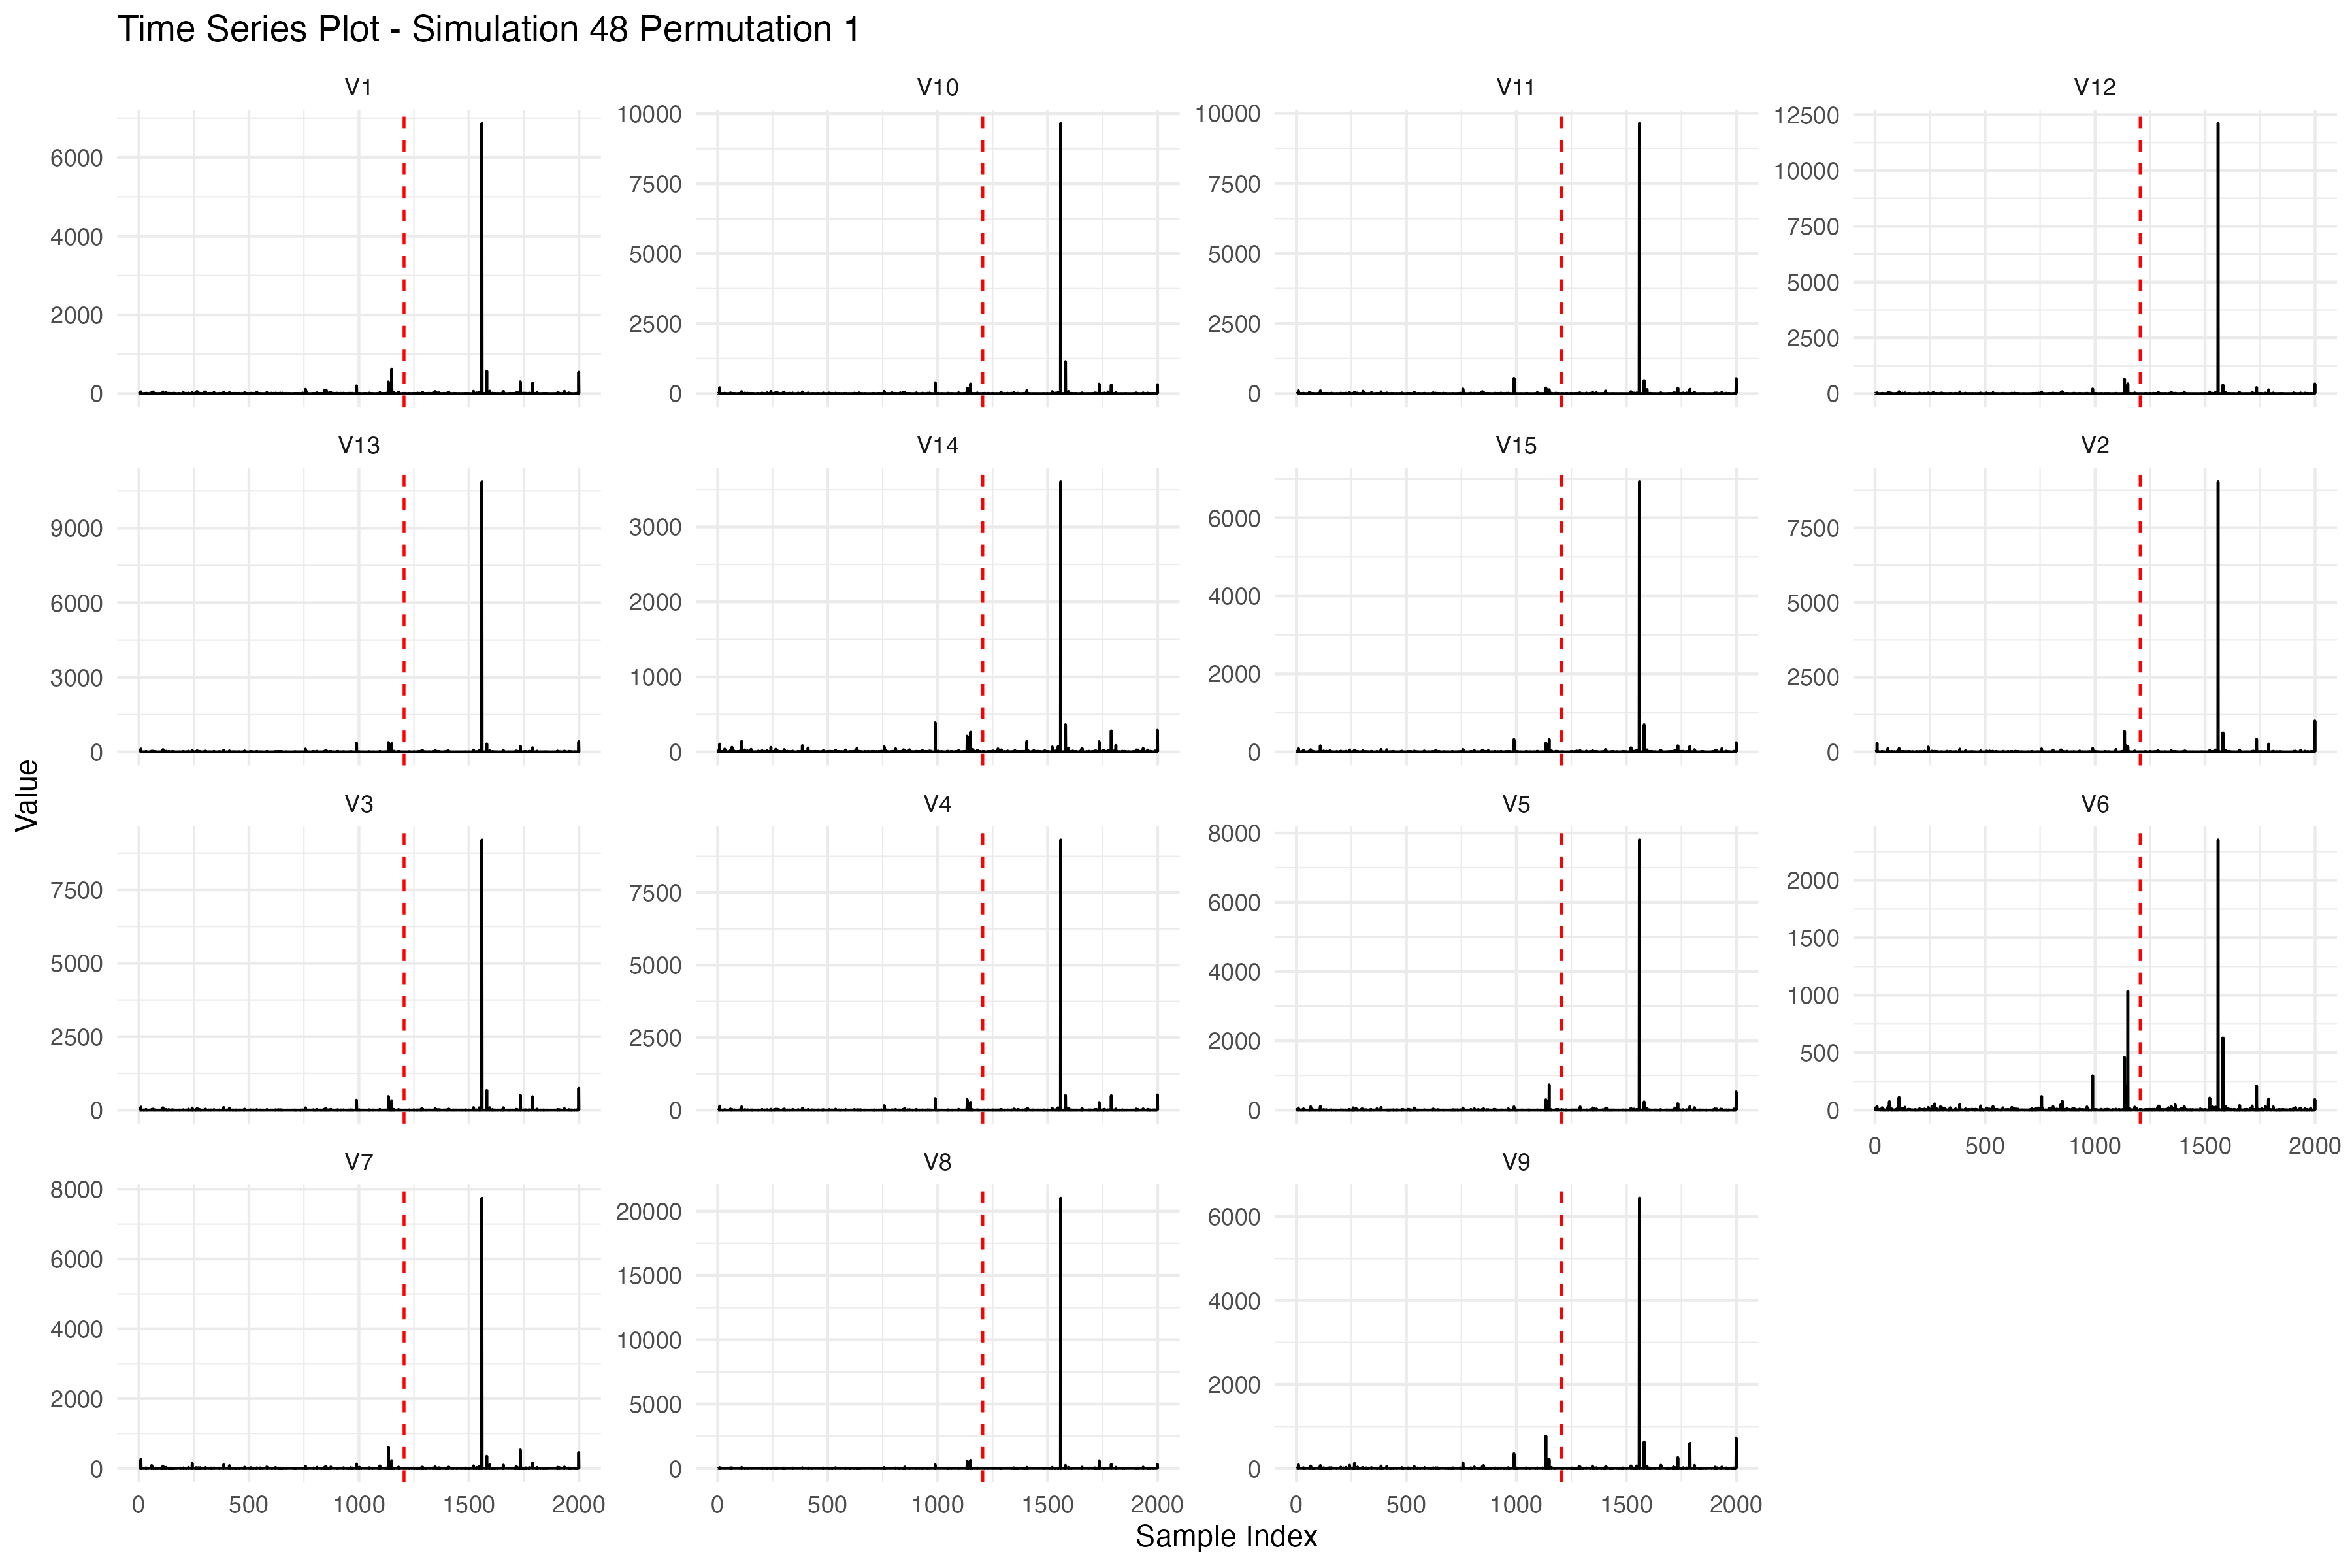 Time Series Plot - Simulation 48 Permutation 1
V1 V10 V11 V12
6000 4000 2000 0
10000 7500 5000 2500 0
10000 7500 5000 2500 0
12500 10000 7500 5000 2500 0
V13 V14 V15 V2
9000 6000 3000 0
3000 2000 1000 0
6000 4000 2000 0
7500 5000 2500 0
Value
V3 V4 V5 V6
7500 5000 2500 0
7500 5000 2500 0
8000 6000 4000 2000 0
2000 1500 1000 500 0
0 500 1000 1500 2000
V7 V8 V9
8000 6000 4000 2000 0
20000 15000 10000 5000 0
6000 4000 2000 0
0 500 1000 1500 2000
0 500 1000 1500 2000
0 500 1000 1500 2000
Sample Index